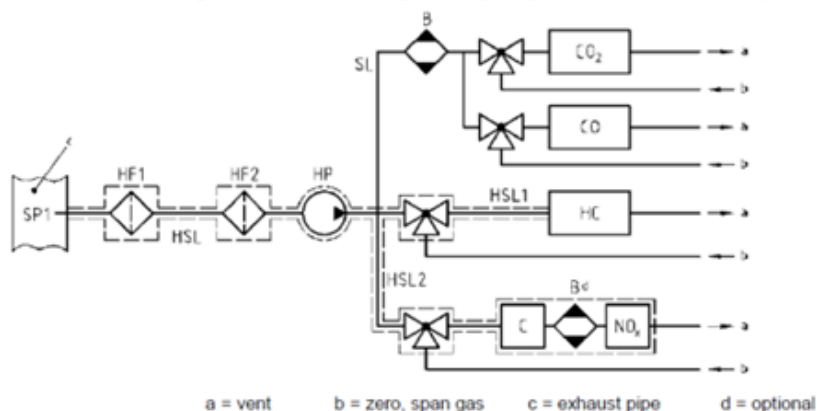 B
SL
CO₂
a
b
c
CO
a
b
HF1
HF2
HP
SP1
HSL
HSL1
HC
a
b
HSL2
Bd
C
NOx
a
b
a = vent b = zero, span gas c = exhaust pipe d = optional